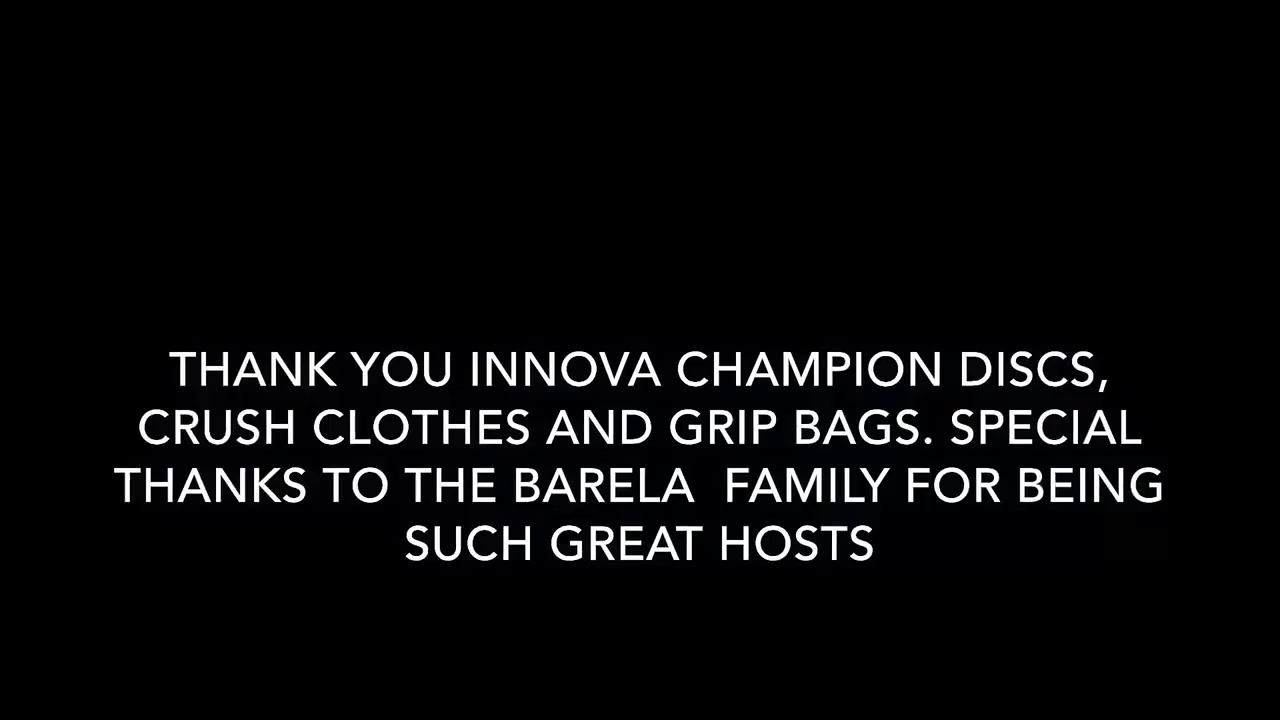 THANK YOU INNOVA CHAMPION DISCS,
CRUSH CLOTHES AND GRIP BAGS. SPECIAL
THANKS TO THE BARELA  FAMILY FOR BEING
SUCH GREAT HOSTS